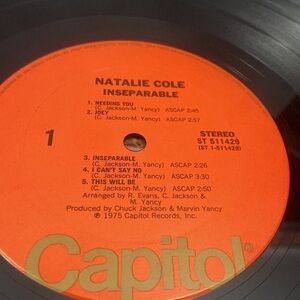 NATALIE COLE
INSEPARABLE
1. NEEDING YOU
(C. Jackson-M. Yancy) ASCAP 2:45
2. JOEY
(C. Jackson-M. Yancy) ASCAP 2:57
1
STEREO
ST 511429
(ST 1-511429)
3. INSEPARABLE
(C. Jackson-M. Yancy) ASCAP 2:26
4. I CAN'T SAY NO
(C. Jackson-M. Yancy) ASCAP 3:30
5. THIS WILL BE
(C. Jackson-M. Yancy) ASCAP 2:50
Arranged by R. Evans, C. Jackson &
M. Yancy
Produced by Chuck Jackson & Marvin Yancy
℗ 1975 Capitol Records, Inc.
Capitol®